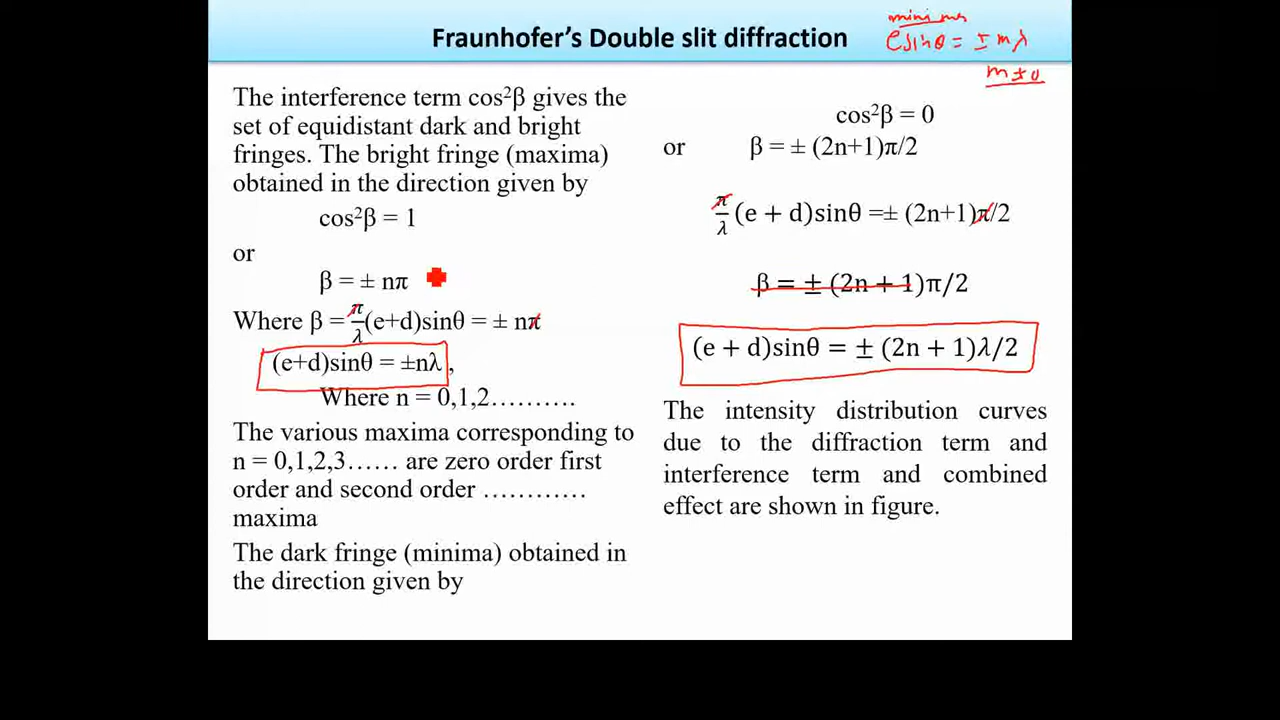 Fraunhofer's Double slit diffraction
minima
esinθ = ± mλ
m ≠ 0
The interference term cos²β gives the
set of equidistant dark and bright
fringes. The bright fringe (maxima)
obtained in the direction given by
cos²β = 1
or
β = ± nπ
Where β = π/λ (e+d)sinθ = ± nπ
(e+d)sinθ = ±nλ ,
Where n = 0,1,2……….
The various maxima corresponding to
n = 0,1,2,3…… are zero order first
order and second order …………
maxima
The dark fringe (minima) obtained in
the direction given by
cos²β = 0
or β = ± (2n+1)π/2
π/λ (e + d)sinθ =± (2n+1)π/2
β = ± (2n + 1)π/2
(e + d)sinθ = ± (2n + 1)λ/2
The intensity distribution curves
due to the diffraction term and
interference term and combined
effect are shown in figure.